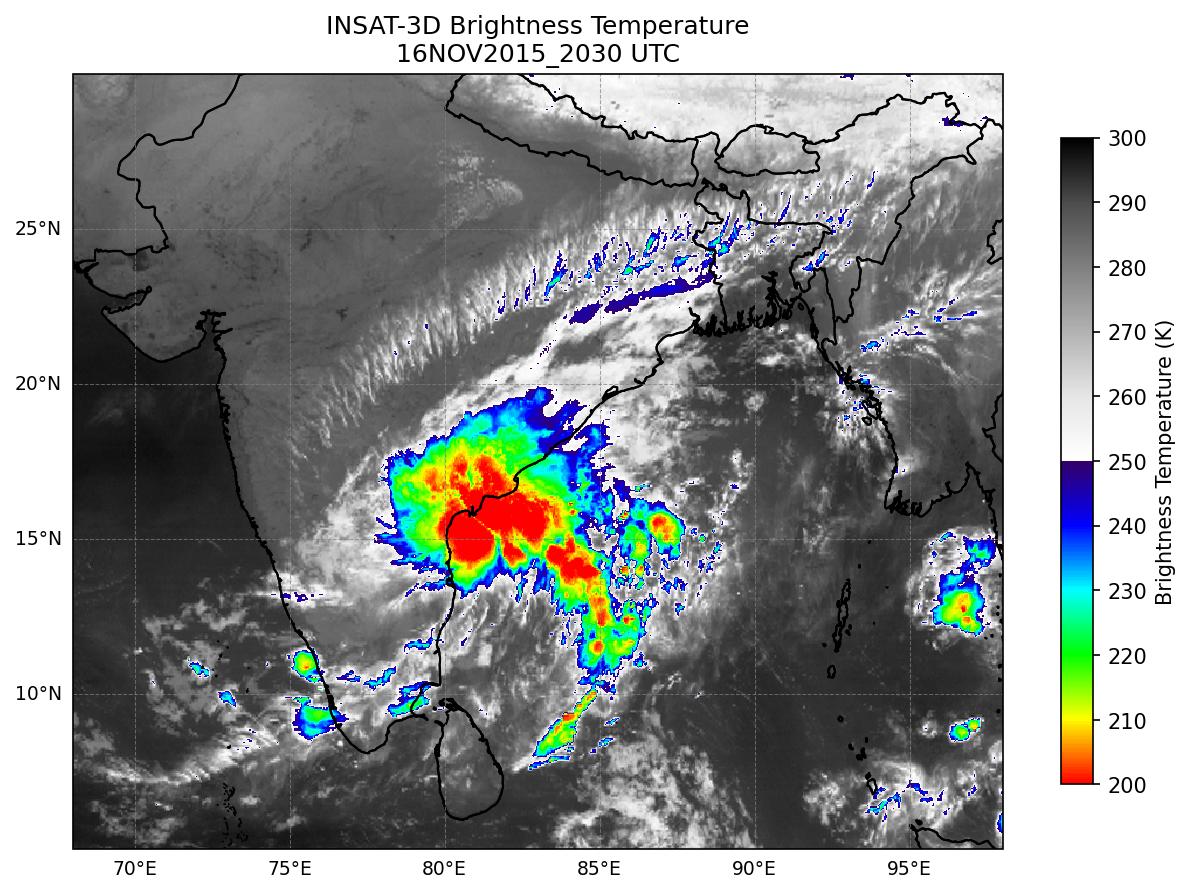 INSAT-3D Brightness Temperature
16NOV2015_2030 UTC
25°N
20°N
15°N
10°N
70°E
75°E
80°E
85°E
90°E
95°E
300
290
280
270
260
250
240
230
220
210
200
Brightness Temperature (K)